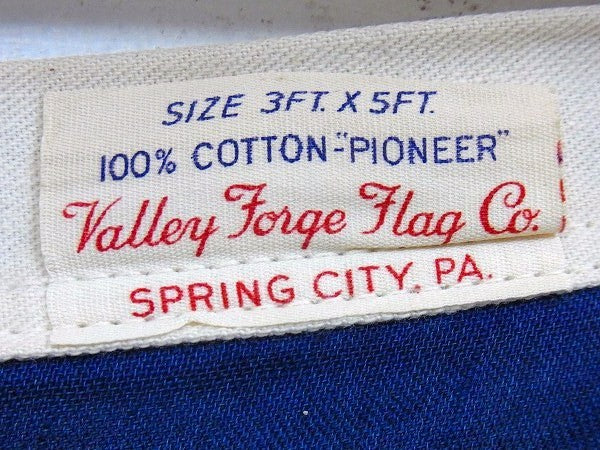 SIZE 3FT. X 5FT.
100% COTTON-"PIONEER"
Valley Forge Flag Co.
SPRING CITY, PA.